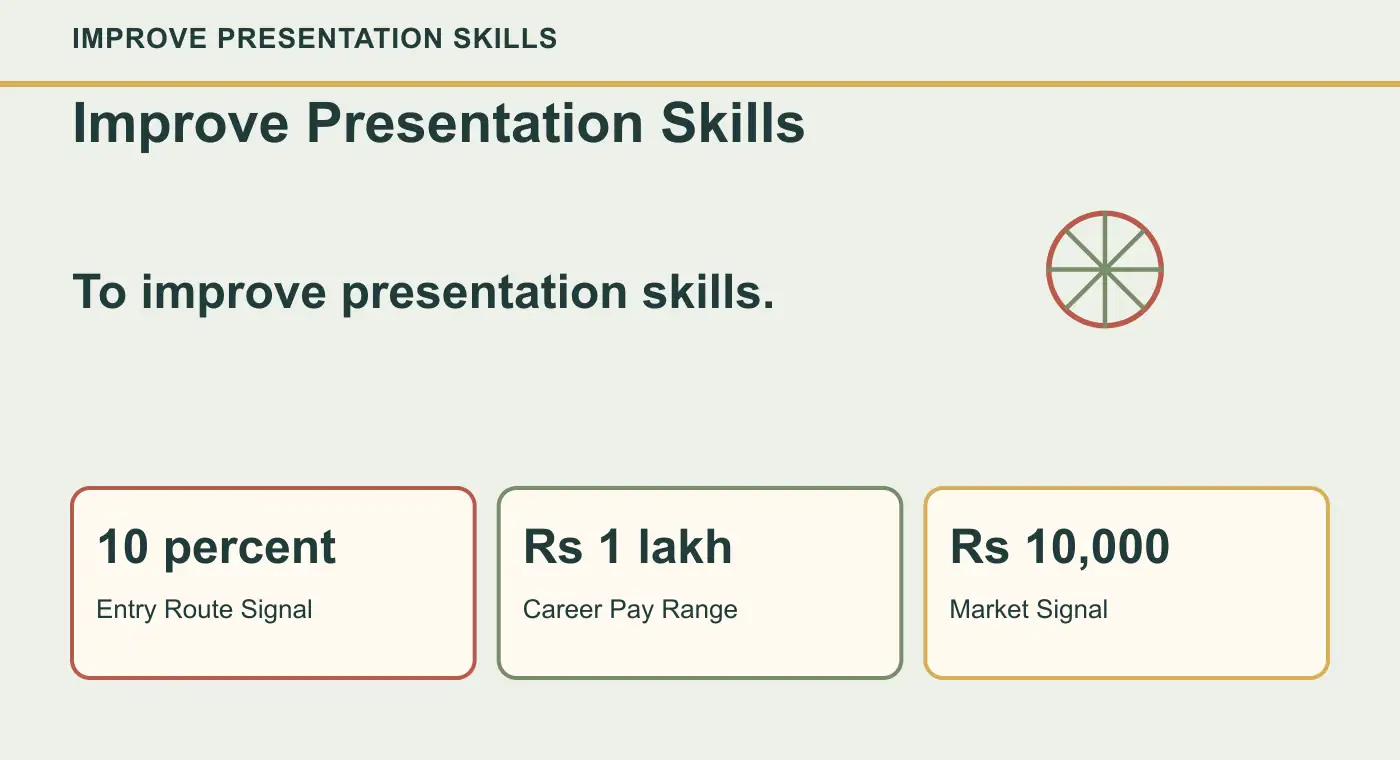 IMPROVE PRESENTATION SKILLS
Improve Presentation Skills
To improve presentation skills.
10 percent
Entry Route Signal
Rs 1 lakh
Career Pay Range
Rs 10,000
Market Signal